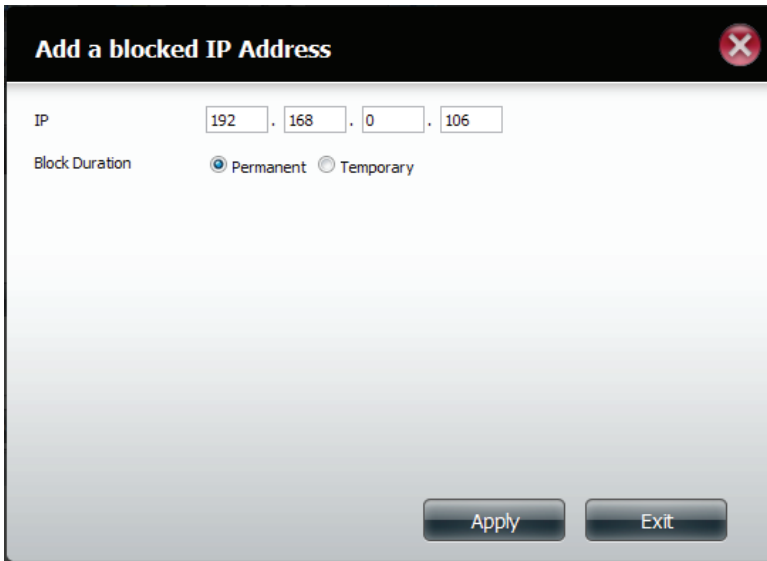 Add a blocked IP Address
IP 192 . 168 . 0 . 106
Block Duration Permanent Temporary
Apply Exit